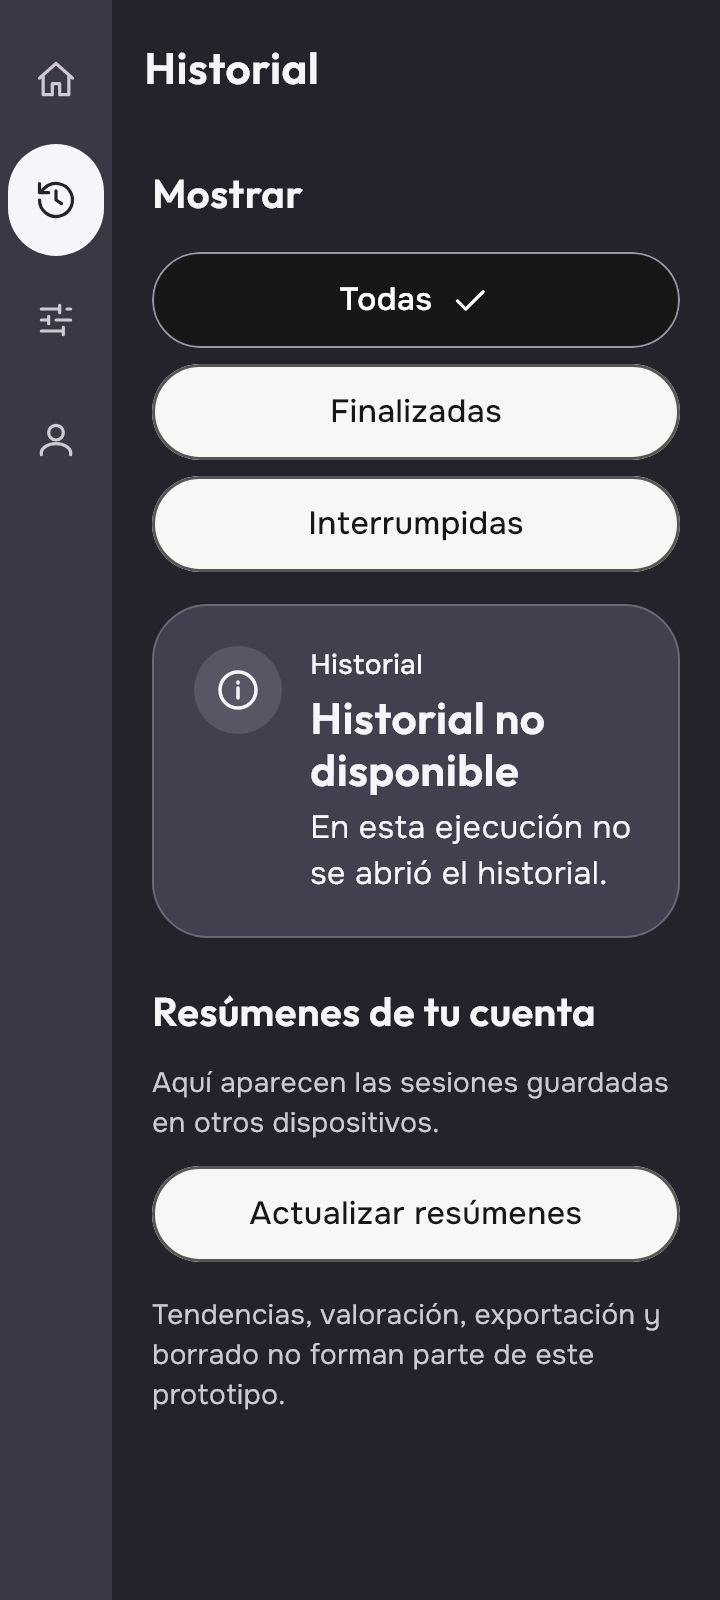 Historial
Mostrar
Todas
Finalizadas
Interrumpidas
Historial
Historial no
disponible
En esta ejecución no
se abrió el historial.
Resúmenes de tu cuenta
Aquí aparecen las sesiones guardadas
en otros dispositivos.
Actualizar resúmenes
Tendencias, valoración, exportación y
borrado no forman parte de este
prototipo.